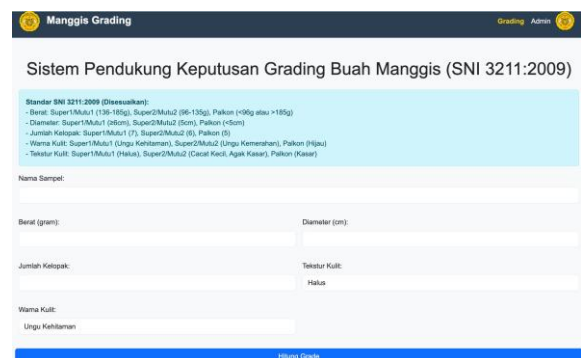 Manggis Grading
Grading Admin
Sistem Pendukung Keputusan Grading Buah Manggis (SNI 3211:2009)
Standar SNI 3211:2009 (Disesuaikan):
- Berat: Super1/Mutu1 (136-185g), Super2/Mutu2 (96-135g), Palkon (<96g atau >185g)
- Diameter: Super1/Mutu1 (≥6cm), Super2/Mutu2 (5cm), Palkon (<5cm)
- Jumlah Kelopak: Super1/Mutu1 (7), Super2/Mutu2 (6), Palkon (5)
- Warna Kulit: Super1/Mutu1 (Ungu Kehitaman), Super2/Mutu2 (Ungu Kemerahan), Palkon (Hijau)
- Tekstur Kulit: Super1/Mutu1 (Halus), Super2/Mutu2 (Cacat Kecil, Agak Kasar), Palkon (Kasar)
Nama Sampel:
Berat (gram): Diameter (cm):
Jumlah Kelopak: Tekstur Kulit:
Halus
Warna Kulit:
Ungu Kehitaman
Hitung Grade